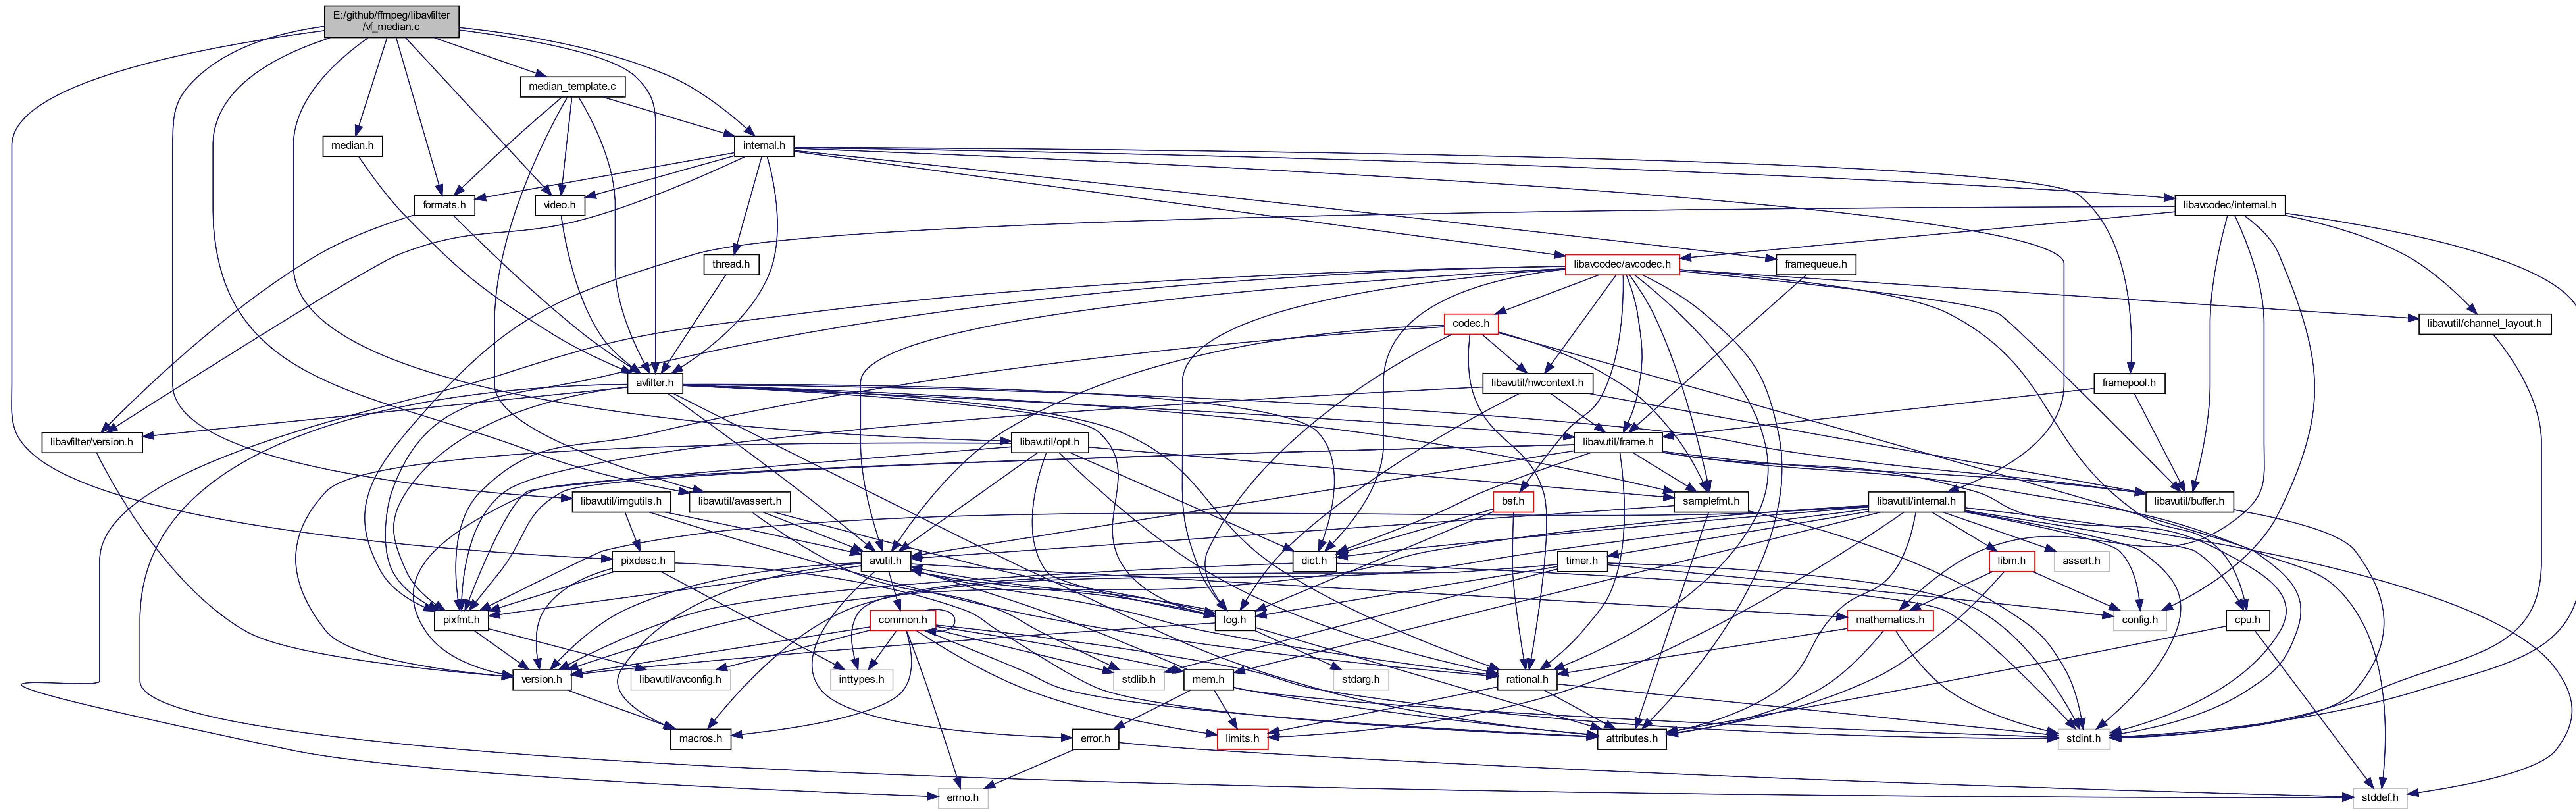 E:/github/ffmpeg/libavfilter
/vf_median.c
median_template.c
median.h
internal.h
formats.h
video.h
libavcodec/internal.h
thread.h
libavcodec/avcodec.h
framequeue.h
codec.h
libavutil/channel_layout.h
avfilter.h
libavutil/hwcontext.h
framepool.h
libavfilter/version.h
libavutil/opt.h
libavutil/frame.h
libavutil/imgutils.h
libavutil/avassert.h
bsf.h
samplefmt.h
libavutil/internal.h
libavutil/buffer.h
pixdesc.h
avutil.h
dict.h
timer.h
libm.h
assert.h
pixfmt.h
common.h
log.h
mathematics.h
config.h
cpu.h
version.h
libavutil/avconfig.h
inttypes.h
stdlib.h
mem.h
stdarg.h
rational.h
macros.h
error.h
limits.h
attributes.h
stdint.h
errno.h
stddef.h